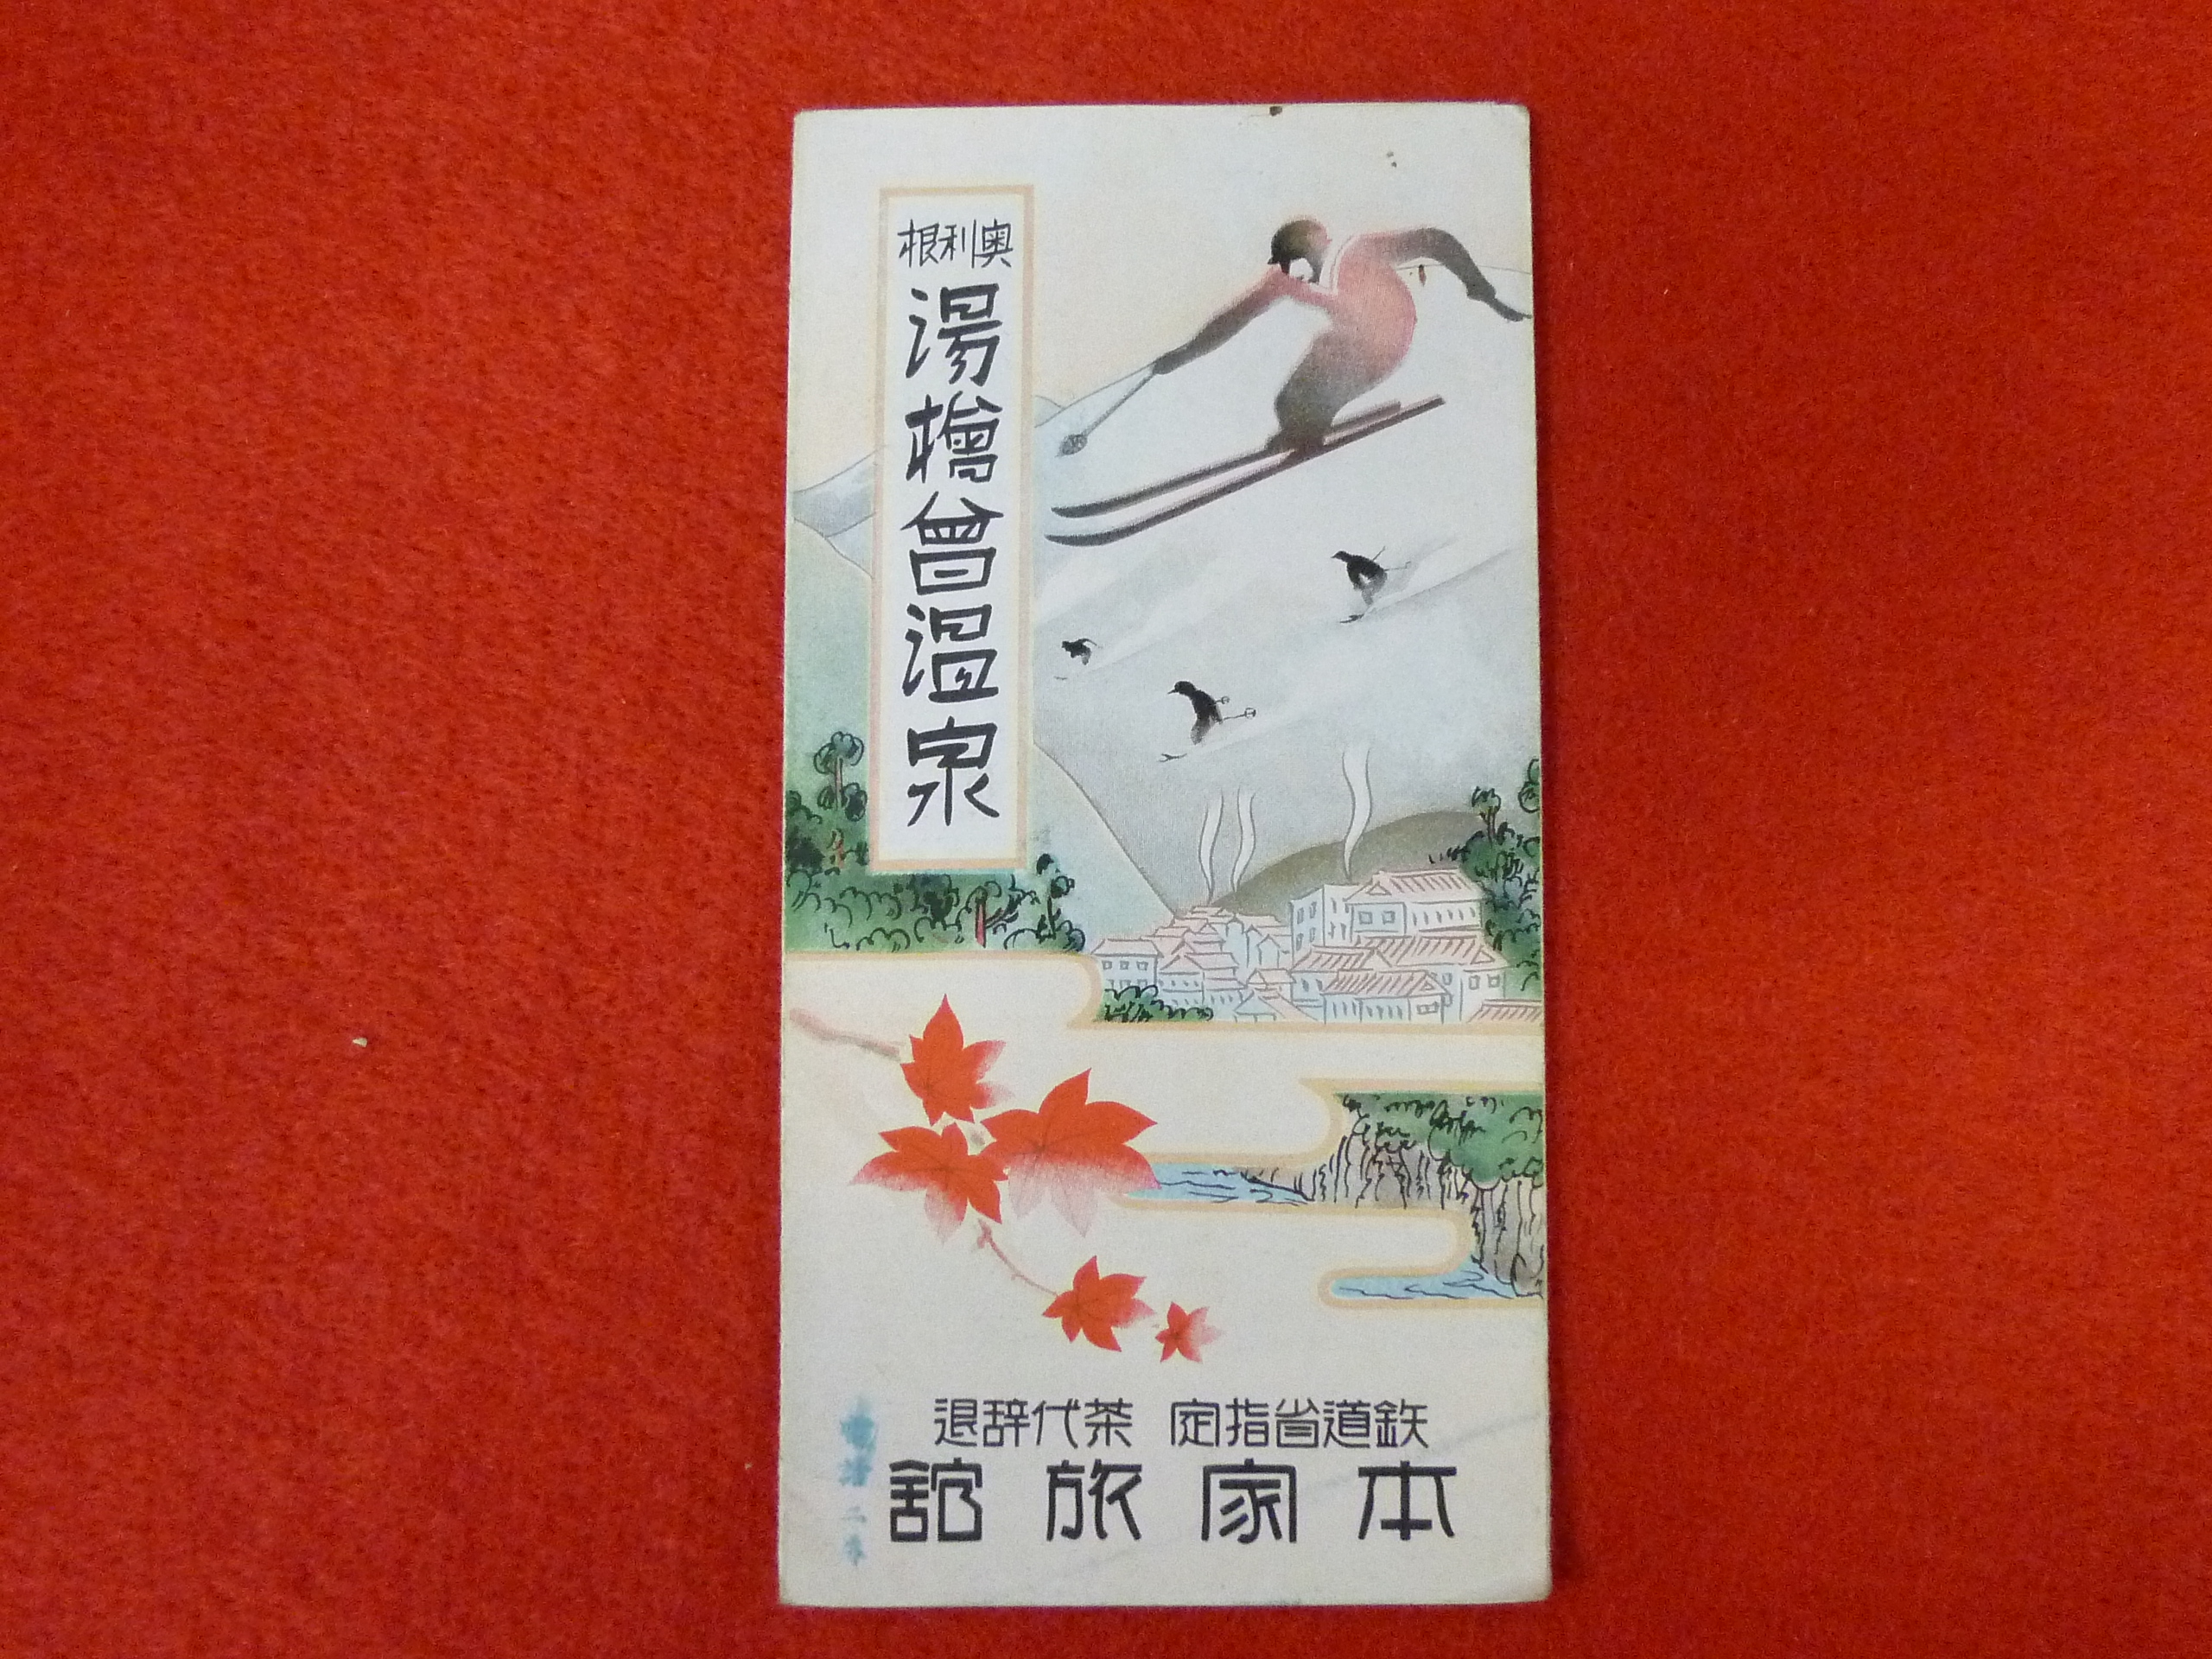 奥利根
湯檜曽温泉
鉄道省指定 茶代辞退
本家旅館